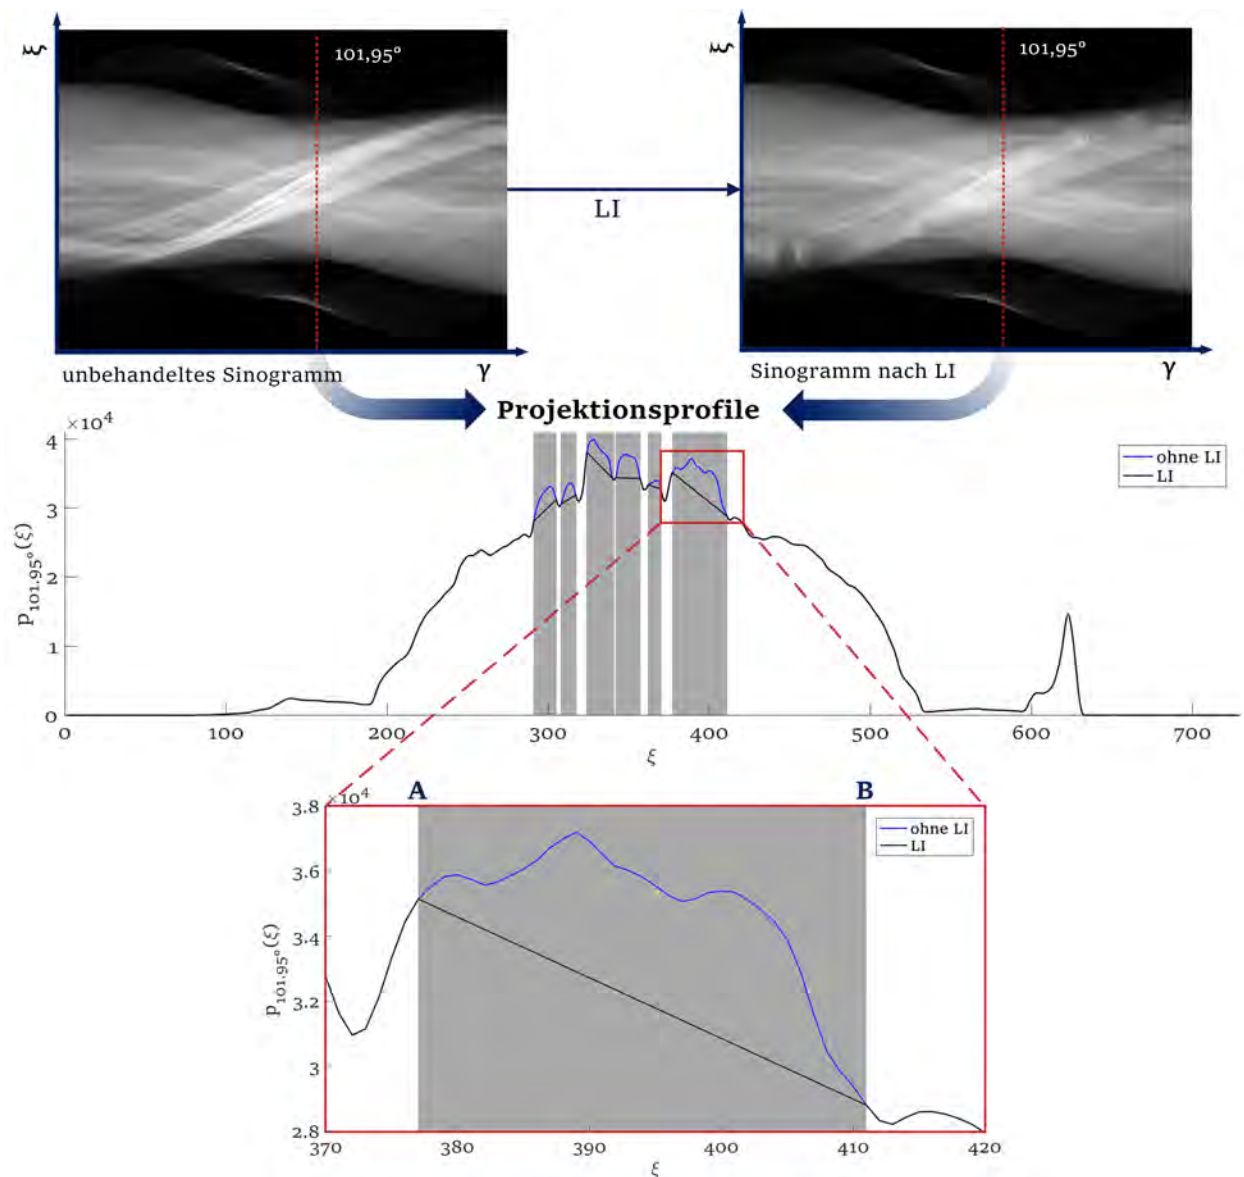 ξ
101,95°
ξ
101,95°
LI
unbehandeltes Sinogramm
γ
Sinogramm nach LI
γ
Projektionsprofile
×10⁴
4
3
2
1
0
p101.95°(ξ)
ohne LI
LI
0 100 200 300 400 500 600 700
ξ
A B
×10⁴
3.8
3.6
3.4
3.2
3
2.8
p101.95°(ξ)
ohne LI
LI
370 380 390 400 410 420
ξ